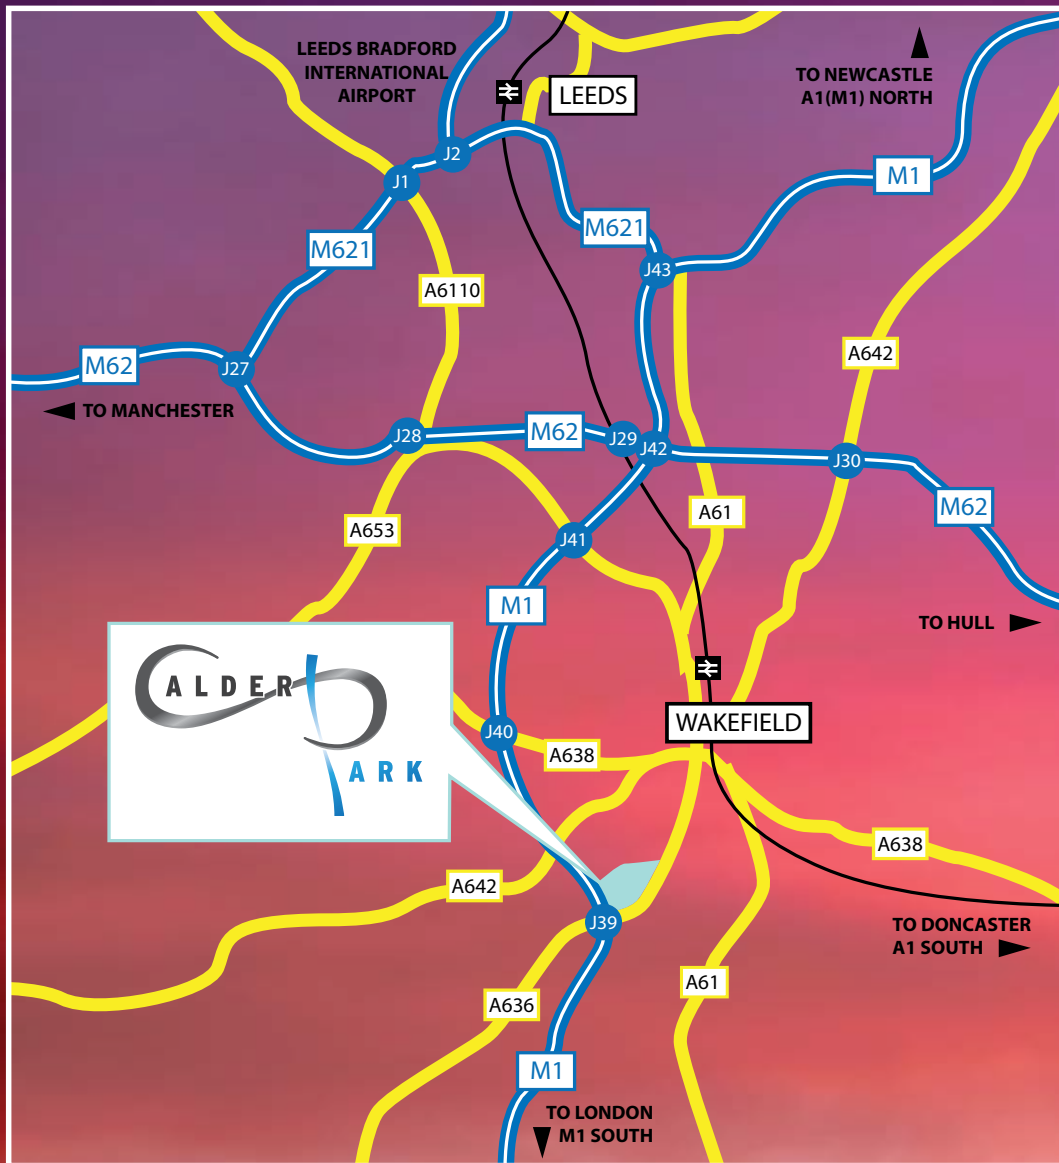 LEEDS BRADFORD
INTERNATIONAL
AIRPORT
LEEDS
TO NEWCASTLE
A1(M1) NORTH
J2
J1
M1
M621
M621
J43
A6110
A642
M62
J27
TO MANCHESTER
J28
M62
J29
J42
J30
A61
M62
A653
J41
M1
TO HULL
ALDER
ARK
WAKEFIELD
J40
A638
A638
A642
J39
TO DONCASTER
A1 SOUTH
A636
A61
M1
TO LONDON
M1 SOUTH